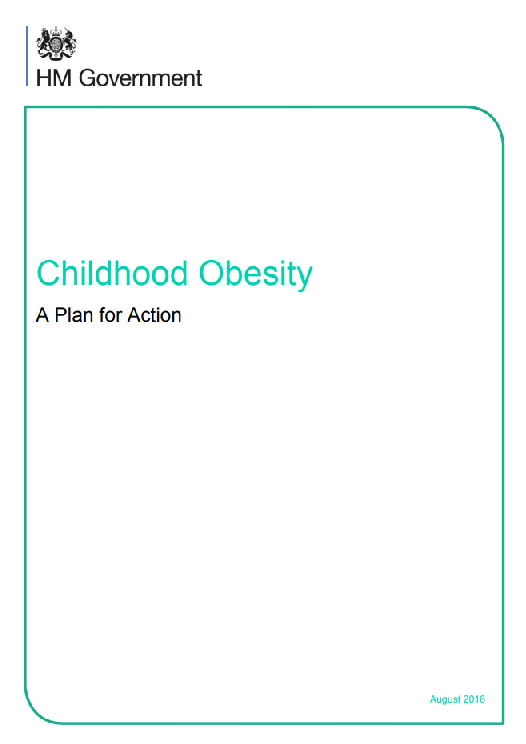 HM Government
Childhood Obesity
A Plan for Action
August 2016